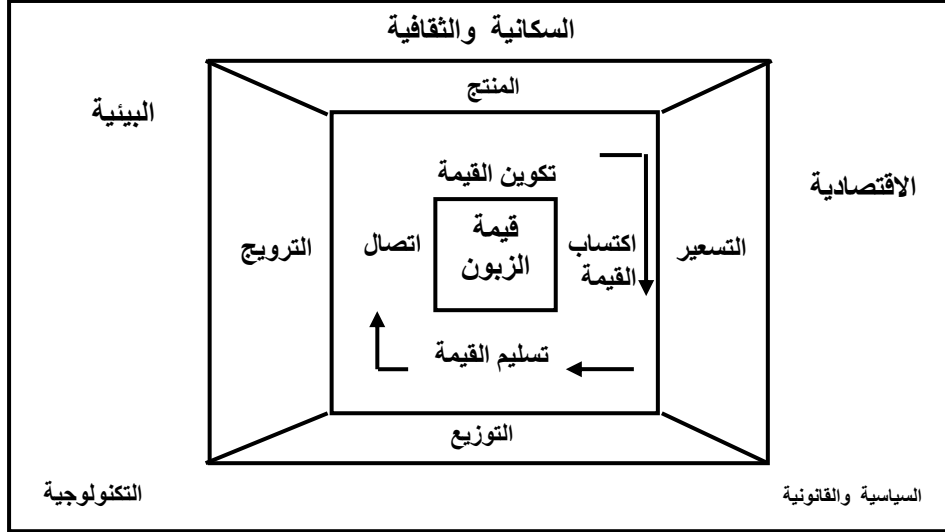 السكانية والثقافية
المنتج
البيئية
الاقتصادية
تكوين القيمة
قيمة
الزبون
اكتساب
القيمة
اتصال
التسعير
الترويج
تسليم القيمة
التوزيع
السياسية والقانونية
التكنولوجية